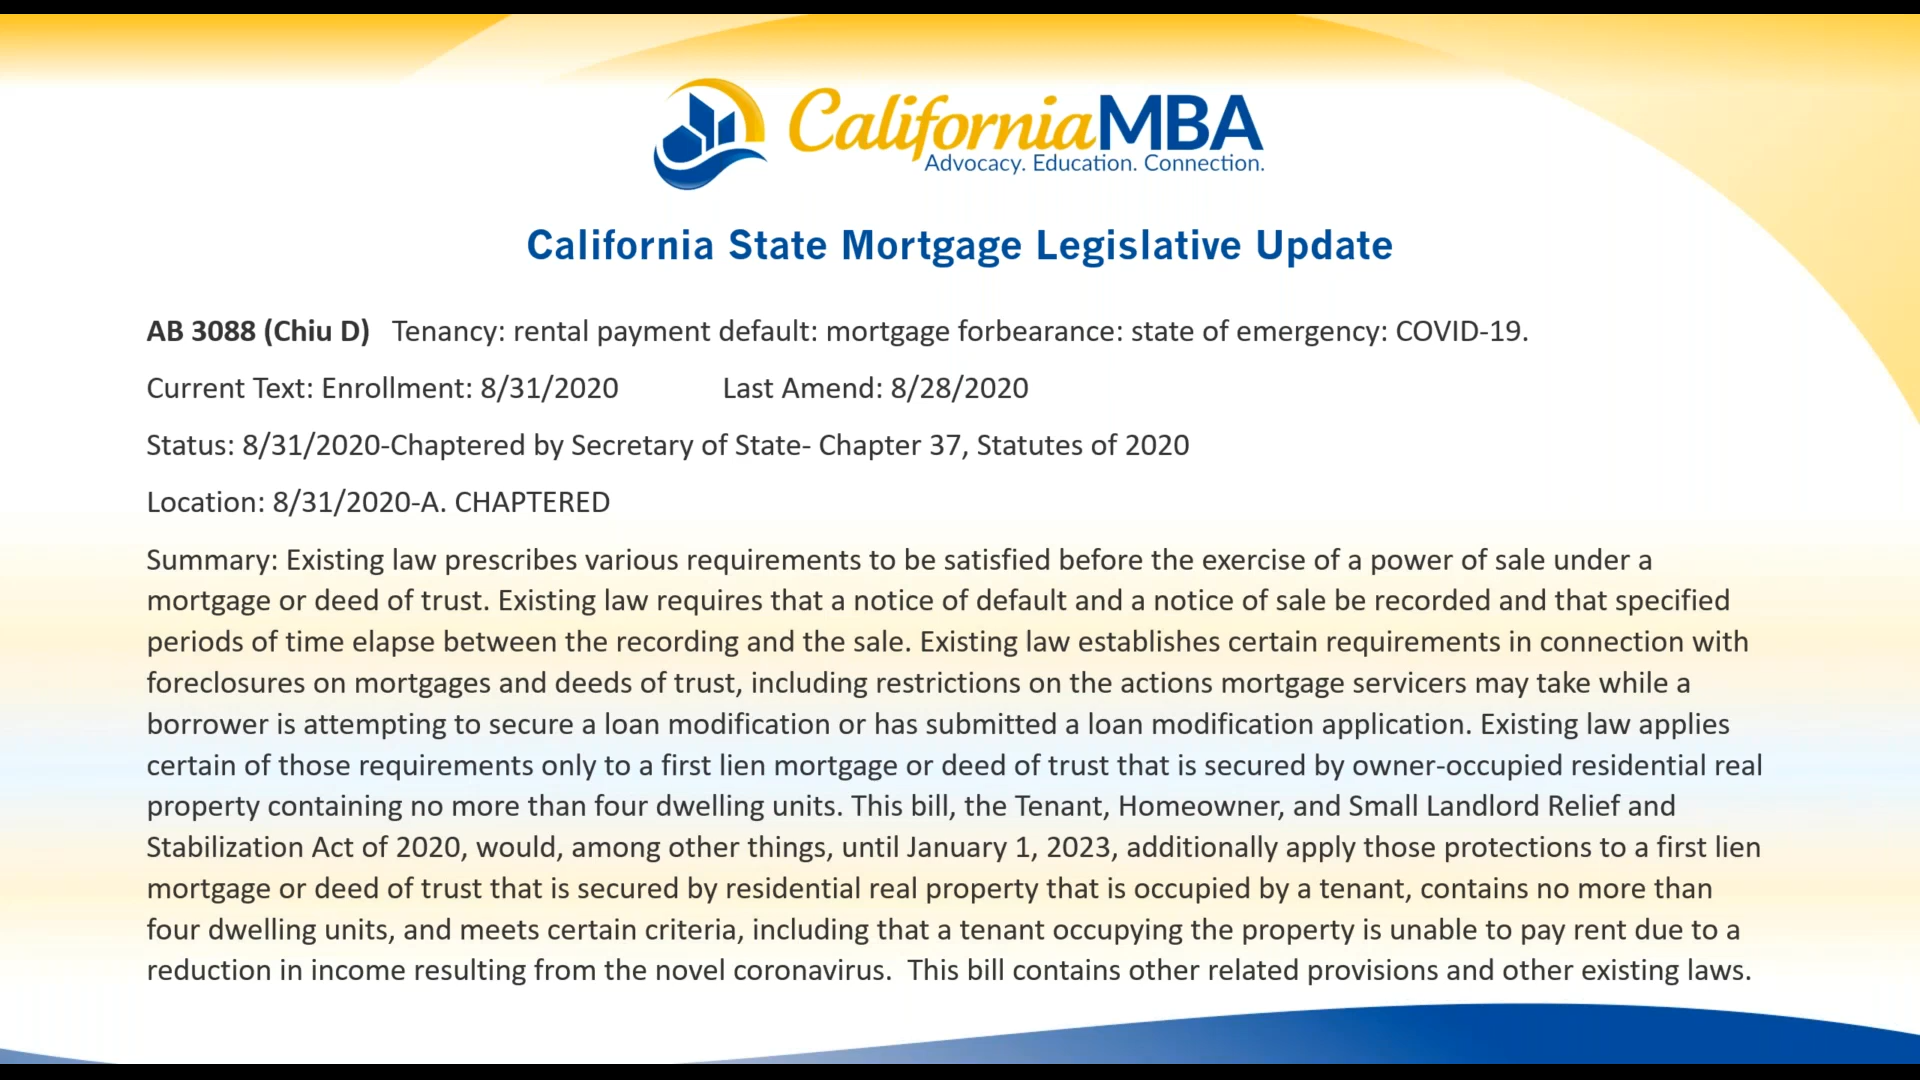 CaliforniaMBA
Advocacy. Education. Connection.
California State Mortgage Legislative Update
AB 3088 (Chiu D) Tenancy: rental payment default: mortgage forbearance: state of emergency: COVID-19.
Current Text: Enrollment: 8/31/2020 Last Amend: 8/28/2020
Status: 8/31/2020-Chaptered by Secretary of State- Chapter 37, Statutes of 2020
Location: 8/31/2020-A. CHAPTERED
Summary: Existing law prescribes various requirements to be satisfied before the exercise of a power of sale under a
mortgage or deed of trust. Existing law requires that a notice of default and a notice of sale be recorded and that specified
periods of time elapse between the recording and the sale. Existing law establishes certain requirements in connection with
foreclosures on mortgages and deeds of trust, including restrictions on the actions mortgage servicers may take while a
borrower is attempting to secure a loan modification or has submitted a loan modification application. Existing law applies
certain of those requirements only to a first lien mortgage or deed of trust that is secured by owner-occupied residential real
property containing no more than four dwelling units. This bill, the Tenant, Homeowner, and Small Landlord Relief and
Stabilization Act of 2020, would, among other things, until January 1, 2023, additionally apply those protections to a first lien
mortgage or deed of trust that is secured by residential real property that is occupied by a tenant, contains no more than
four dwelling units, and meets certain criteria, including that a tenant occupying the property is unable to pay rent due to a
reduction in income resulting from the novel coronavirus. This bill contains other related provisions and other existing laws.